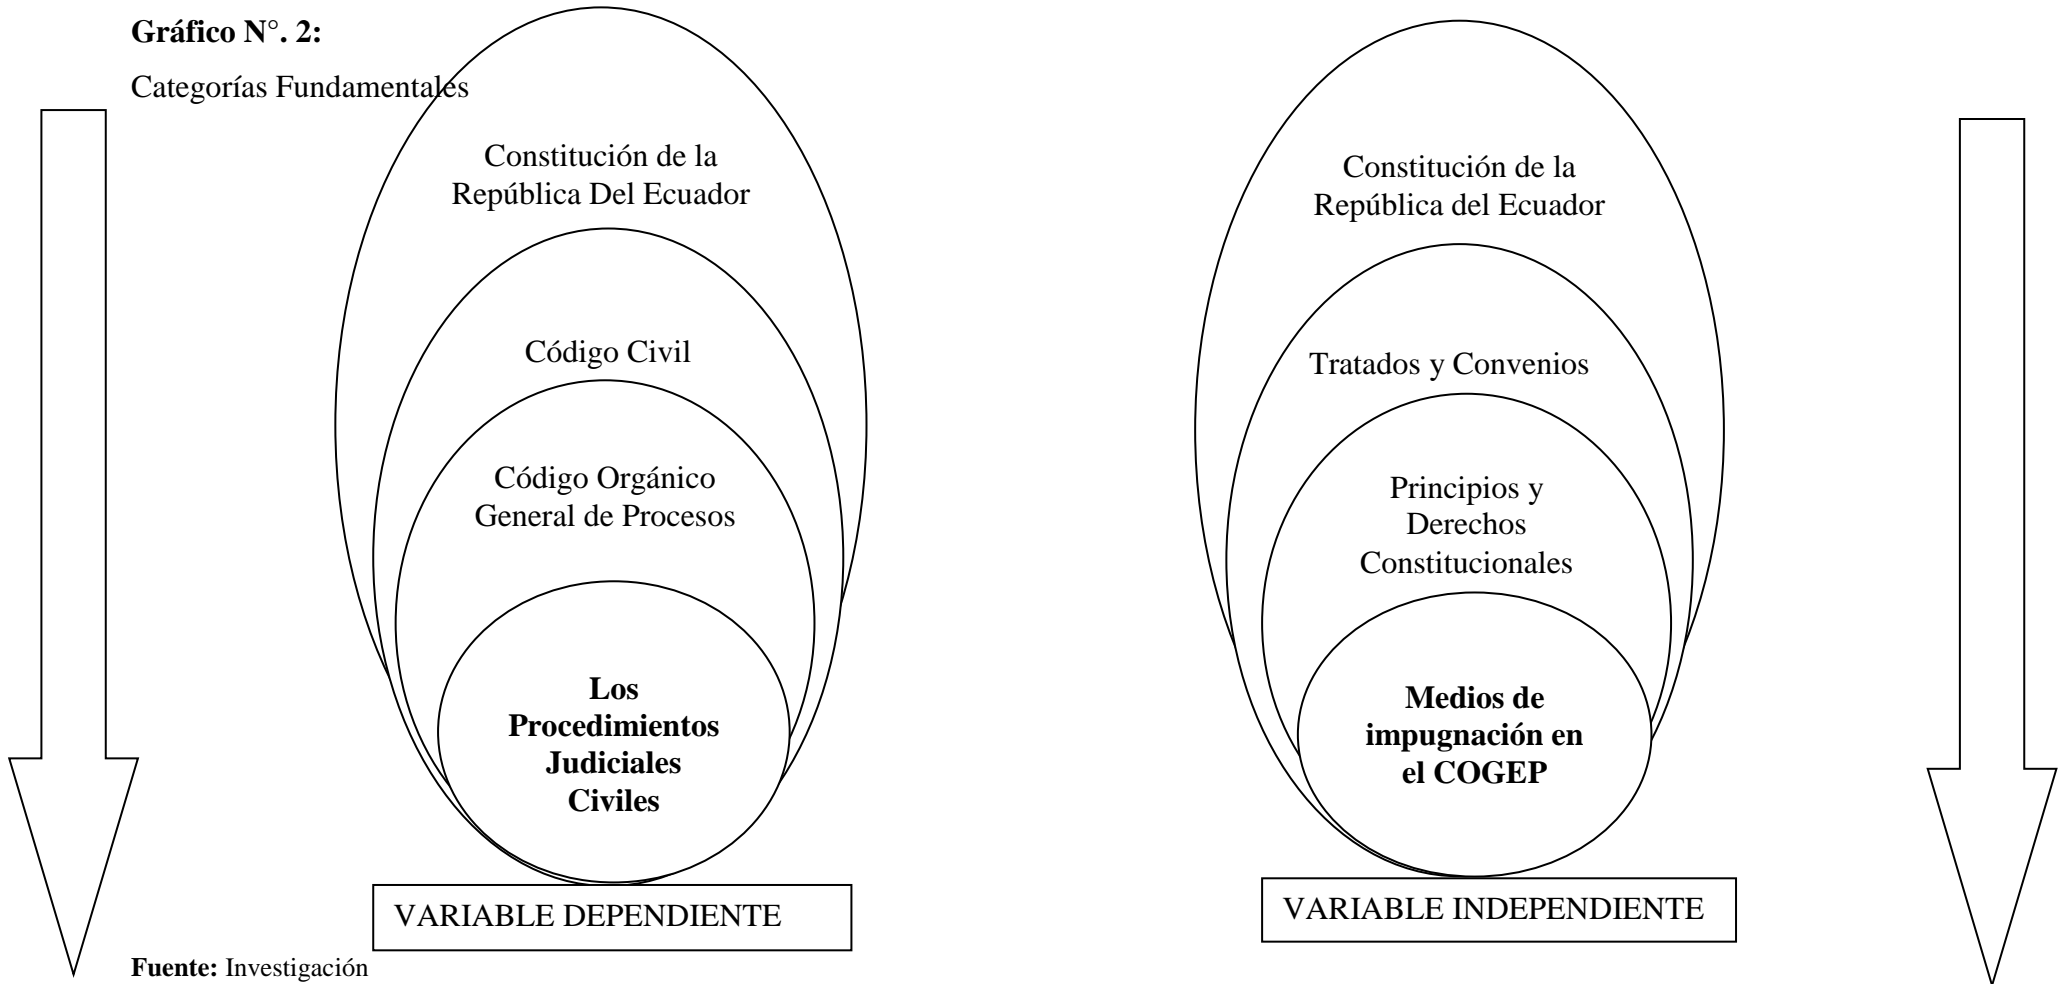 Gráfico N°. 2:
Categorías Fundamentales
Constitución de la
República Del Ecuador
Código Civil
Código Orgánico
General de Procesos
Los
Procedimientos
Judiciales
Civiles
VARIABLE DEPENDIENTE
Constitución de la
República del Ecuador
Tratados y Convenios
Principios y
Derechos
Constitucionales
Medios de
impugnación en
el COGEP
VARIABLE INDEPENDIENTE
Fuente: Investigación